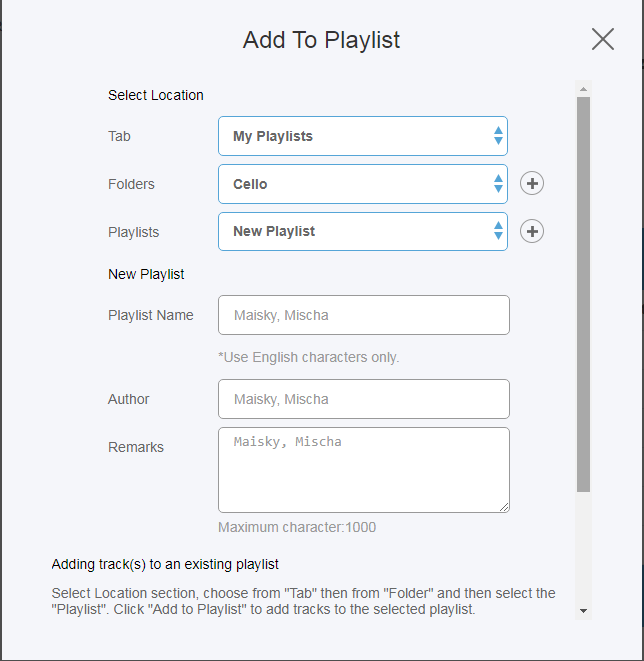 Add To Playlist
Select Location
Tab
My Playlists
Folders
Cello
Playlists
New Playlist
New Playlist
Playlist Name
Maisky, Mischa
*Use English characters only.
Author
Maisky, Mischa
Remarks
Maisky, Mischa
Maximum character:1000
Adding track(s) to an existing playlist
Select Location section, choose from "Tab" then from "Folder" and then select the
"Playlist". Click "Add to Playlist" to add tracks to the selected playlist.